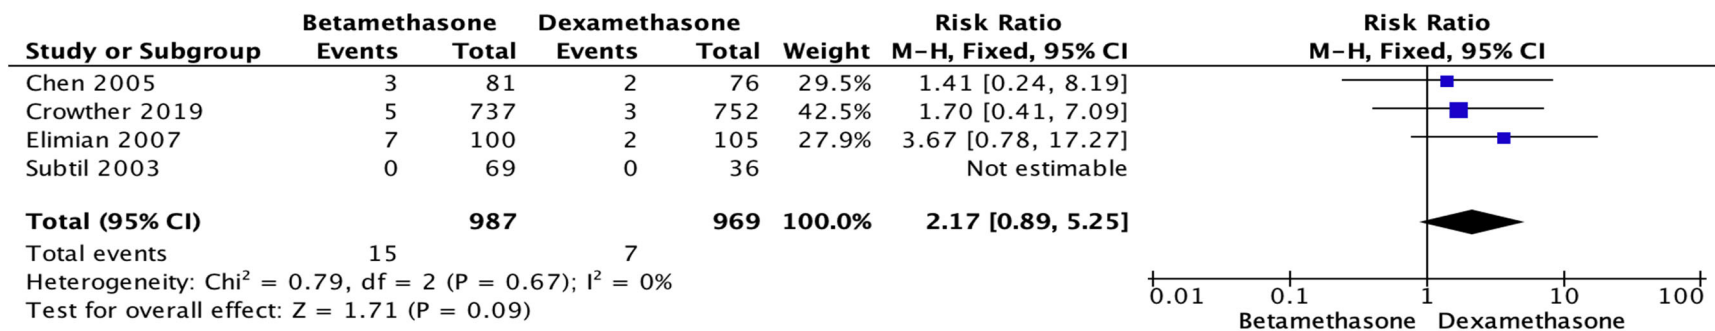 Betamethasone Dexamethasone Risk Ratio Risk Ratio
Study or Subgroup Events Total Events Total Weight M-H, Fixed, 95% CI M-H, Fixed, 95% CI
Chen 2005 3 81 2 76 29.5% 1.41 [0.24, 8.19]
Crowther 2019 5 737 3 752 42.5% 1.70 [0.41, 7.09]
Elimian 2007 7 100 2 105 27.9% 3.67 [0.78, 17.27]
Subtil 2003 0 69 0 36 Not estimable
Total (95% CI) 987 969 100.0% 2.17 [0.89, 5.25]
Total events 15 7
Heterogeneity: Chi² = 0.79, df = 2 (P = 0.67); I² = 0%
Test for overall effect: Z = 1.71 (P = 0.09)
0.01 0.1 1 10 100
Betamethasone Dexamethasone